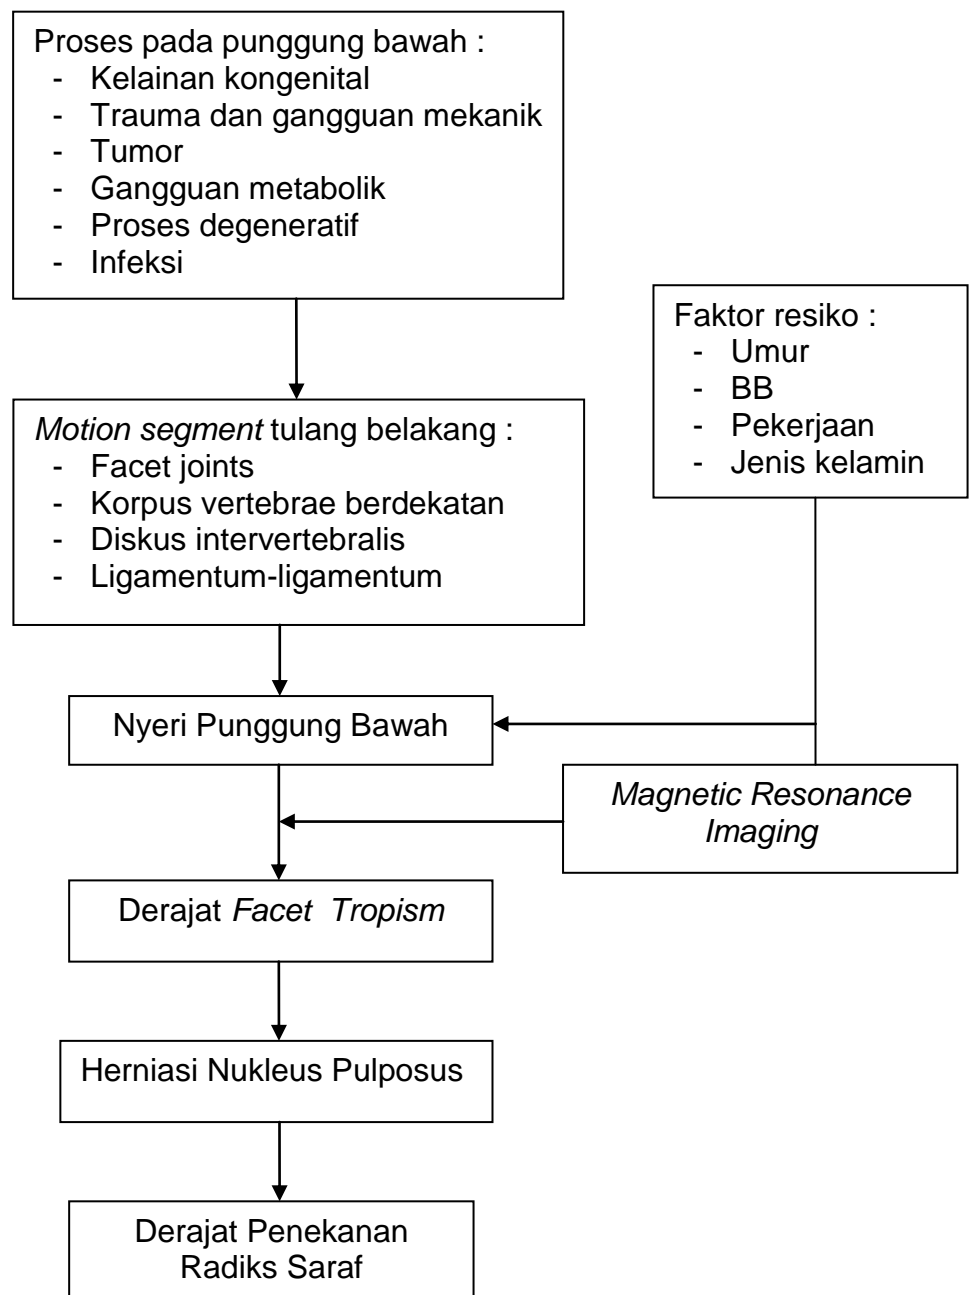 Proses pada punggung bawah :
- Kelainan kongenital
- Trauma dan gangguan mekanik
- Tumor
- Gangguan metabolik
- Proses degeneratif
- Infeksi
Faktor resiko :
- Umur
- BB
- Pekerjaan
- Jenis kelamin
Motion segment tulang belakang :
- Facet joints
- Korpus vertebrae berdekatan
- Diskus intervertebralis
- Ligamentum-ligamentum
Nyeri Punggung Bawah
Magnetic Resonance
Imaging
Derajat Facet Tropism
Herniasi Nukleus Pulposus
Derajat Penekanan
Radiks Saraf